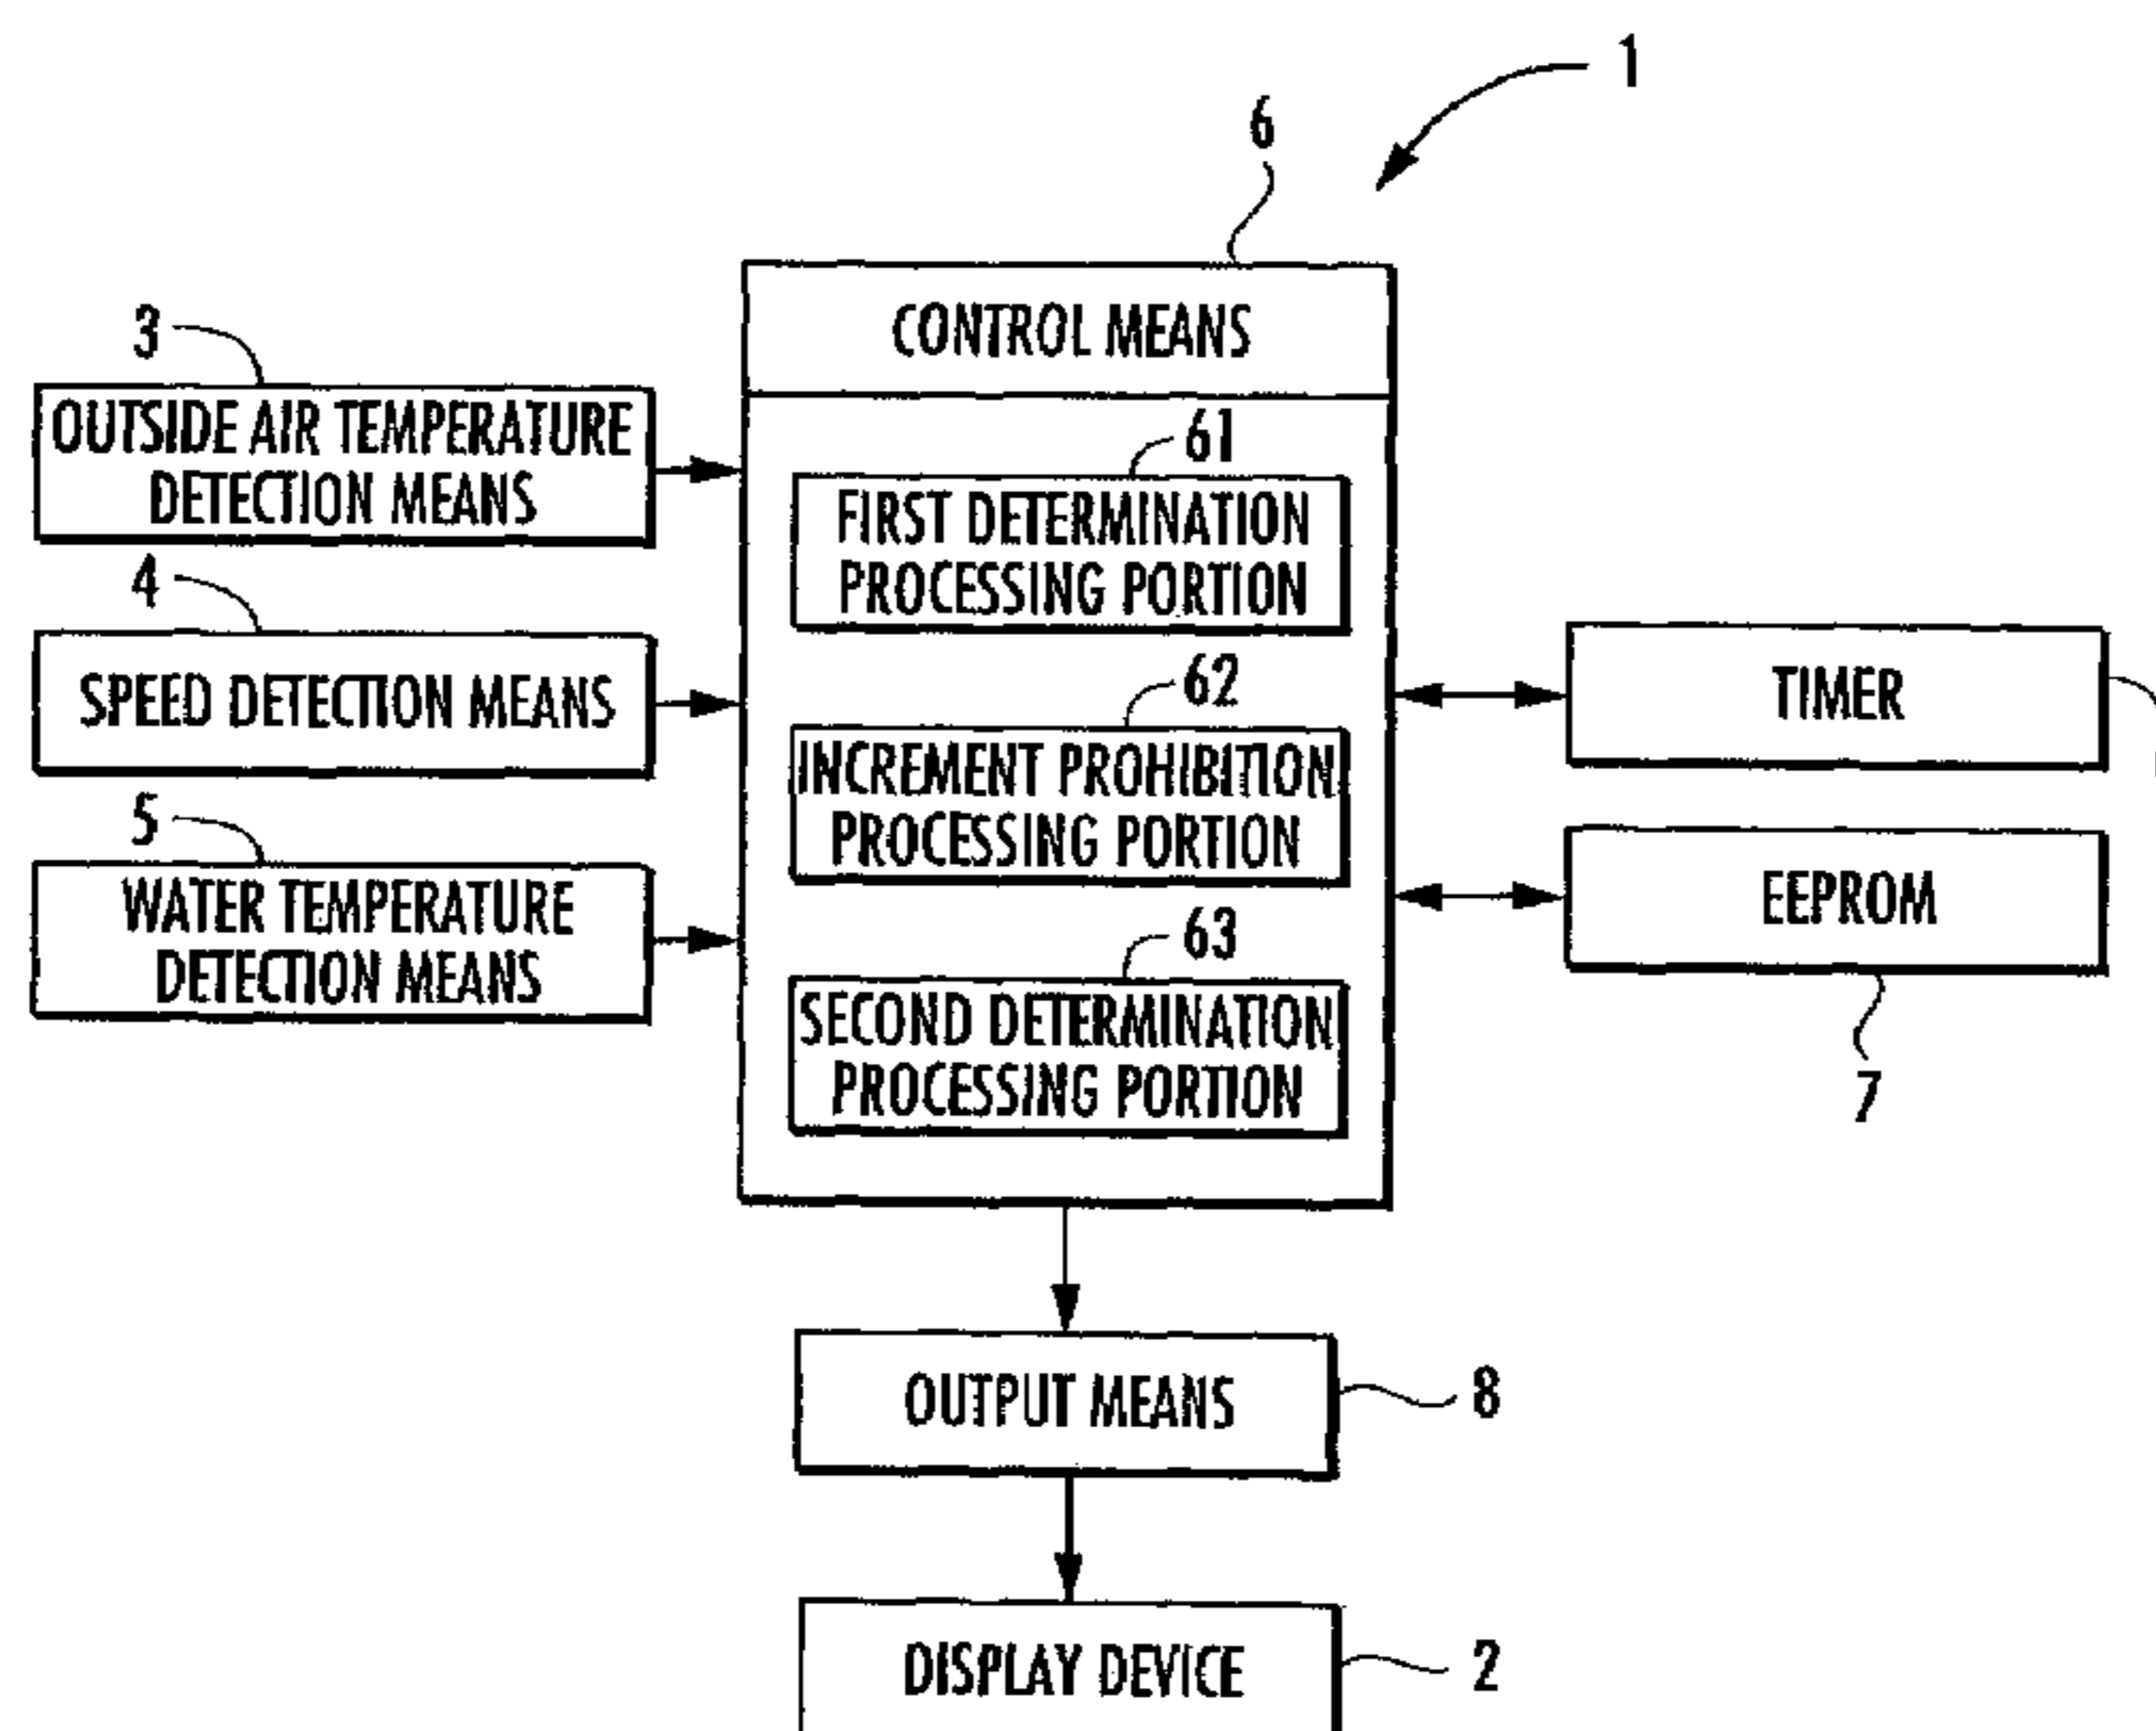 1
6
CONTROL MEANS
3
OUTSIDE AIR TEMPERATURE
DETECTION MEANS
61
FIRST DETERMINATION
PROCESSING PORTION
4
SPEED DETECTION MEANS
62
INCREMENT PROHIBITION
PROCESSING PORTION
TIMER
5
WATER TEMPERATURE
DETECTION MEANS
63
SECOND DETERMINATION
PROCESSING PORTION
EEPROM
7
OUTPUT MEANS
8
DISPLAY DEVICE
2